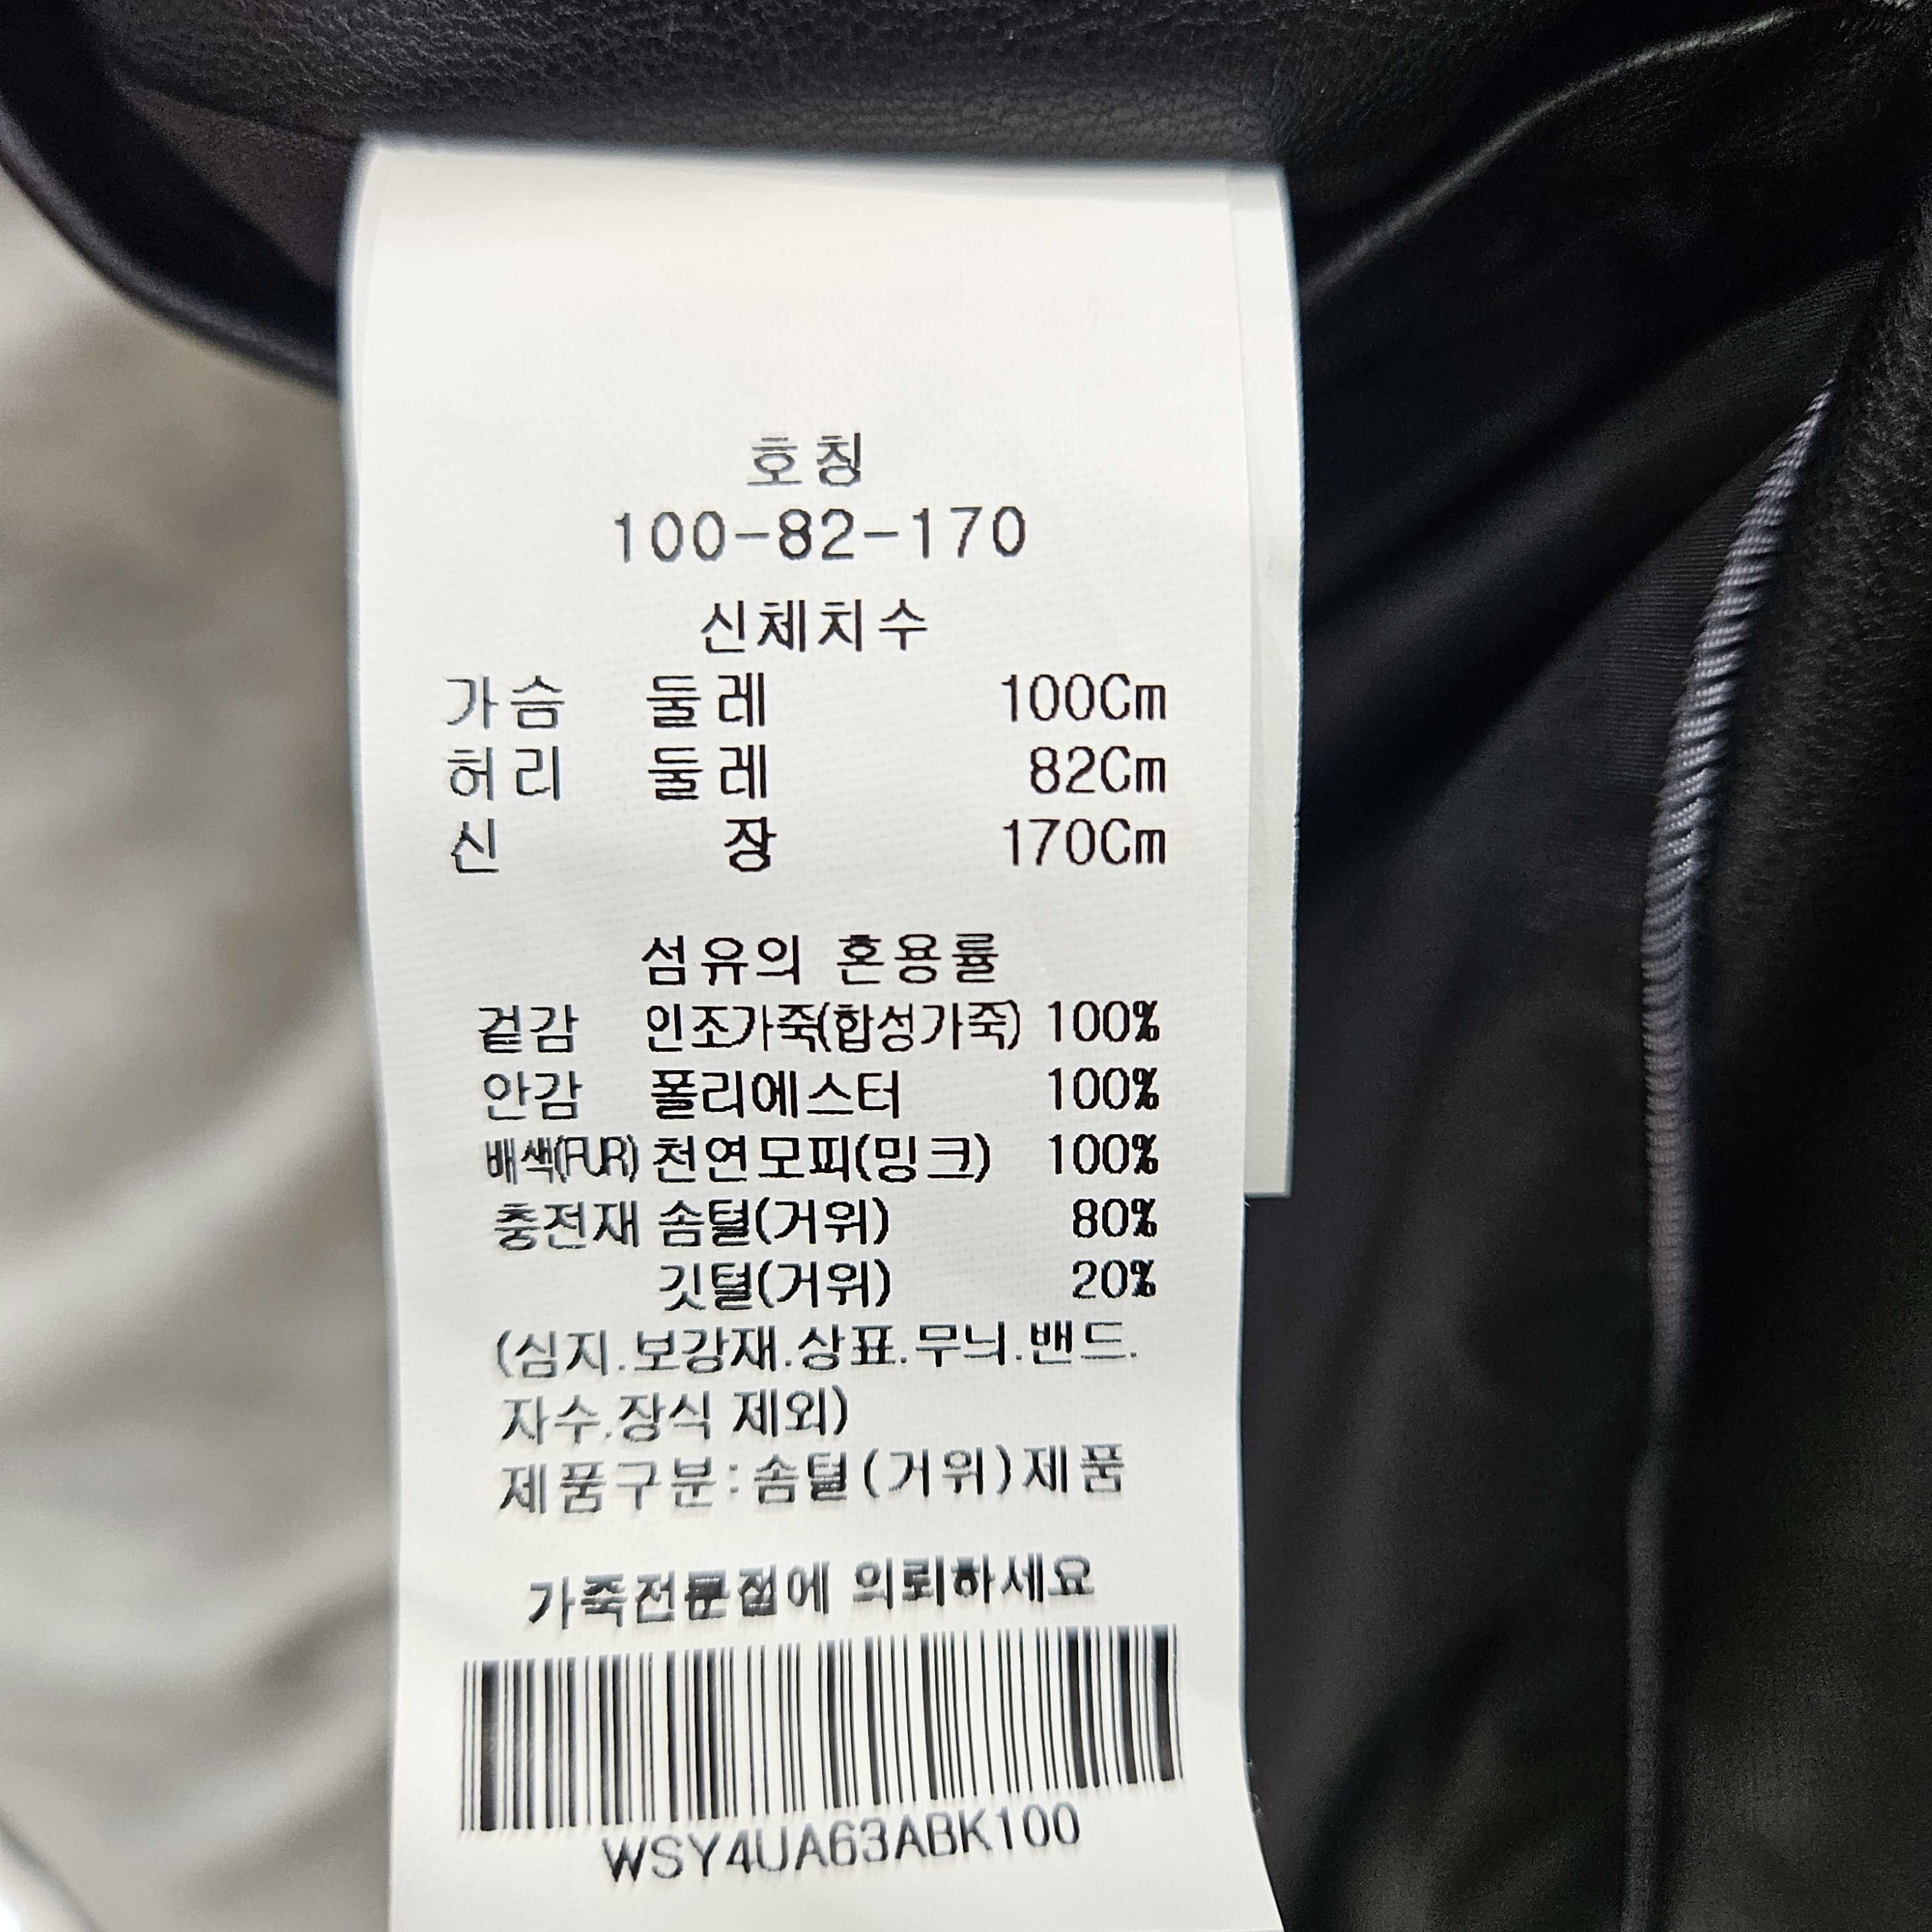 호칭
100-82-170
신체치수
가슴 둘레 100Cm
허리 둘레 82Cm
신 장 170Cm
섬유의 혼용률
겉감 인조가죽(합성가죽) 100%
안감 폴리에스터 100%
배색(FUR) 천연모피(밍크) 100%
충전재 솜털(거위) 80%
깃털(거위) 20%
(심지.보강재.상표.무늬.밴드.
자수.장식 제외)
제품구분:솜털(거위)제품
가죽전문점에 의뢰하세요
WSY4UA63ABK100